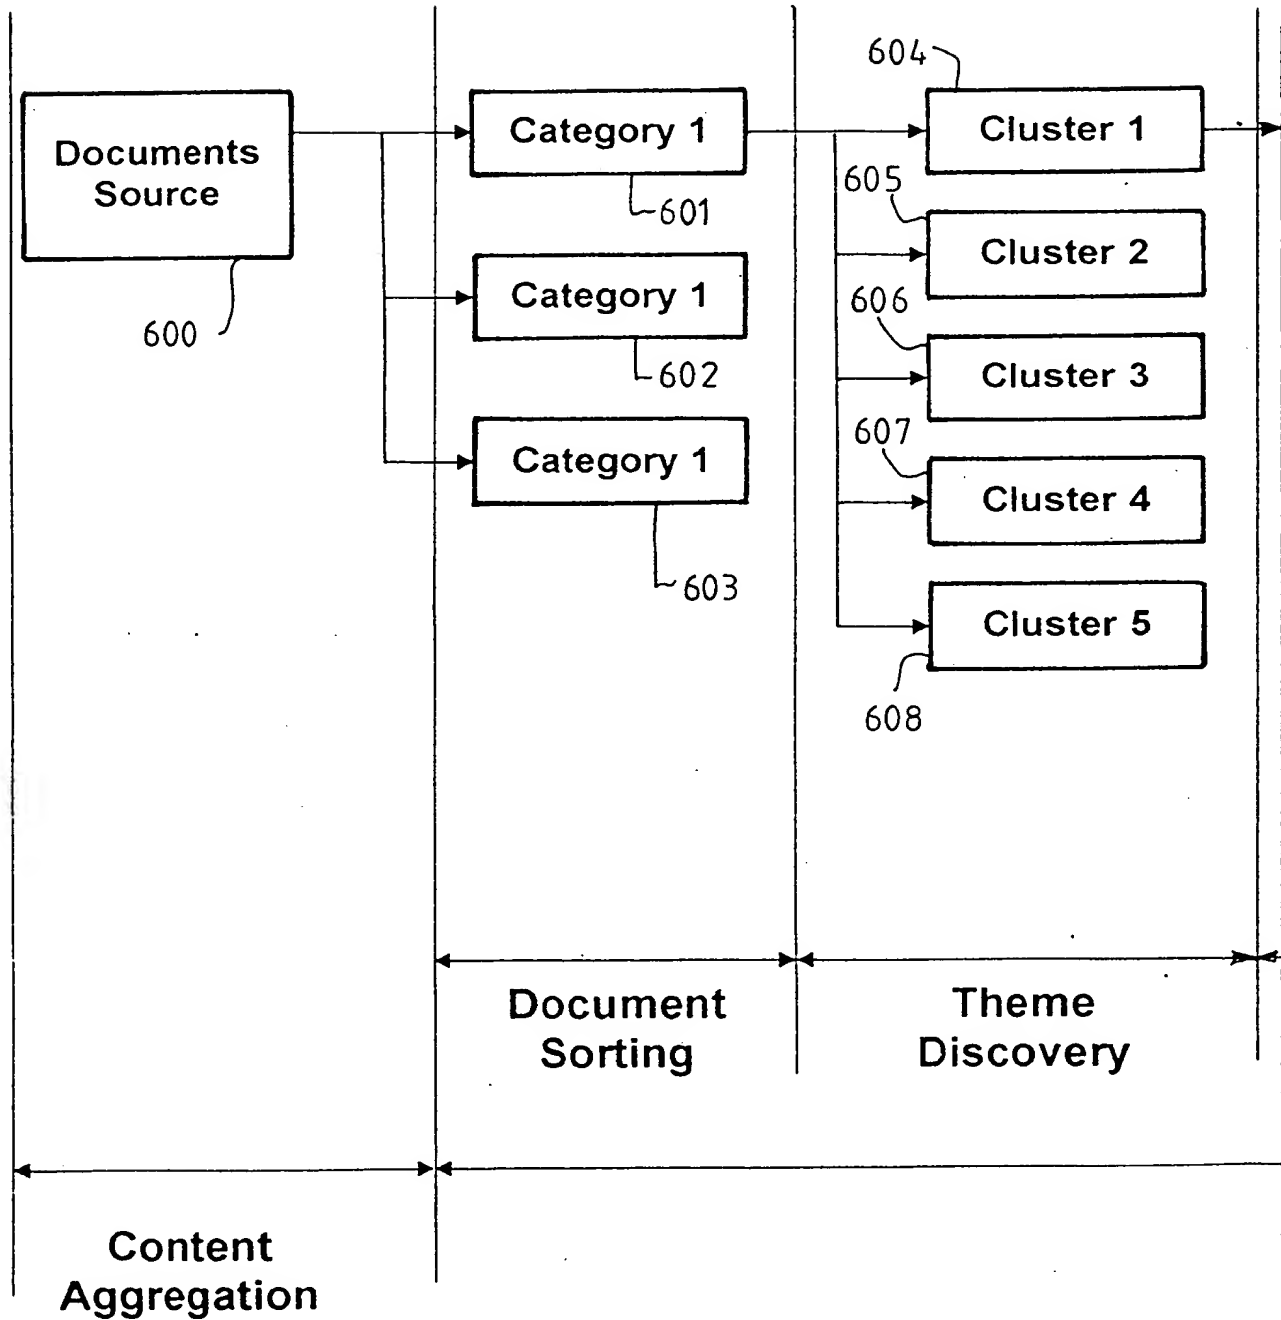 Documents
Source
600
Category 1
601
Category 1
602
Category 1
603
604
Cluster 1
605
Cluster 2
606
Cluster 3
607
Cluster 4
Cluster 5
608
Document
Sorting
Theme
Discovery
Content
Aggregation